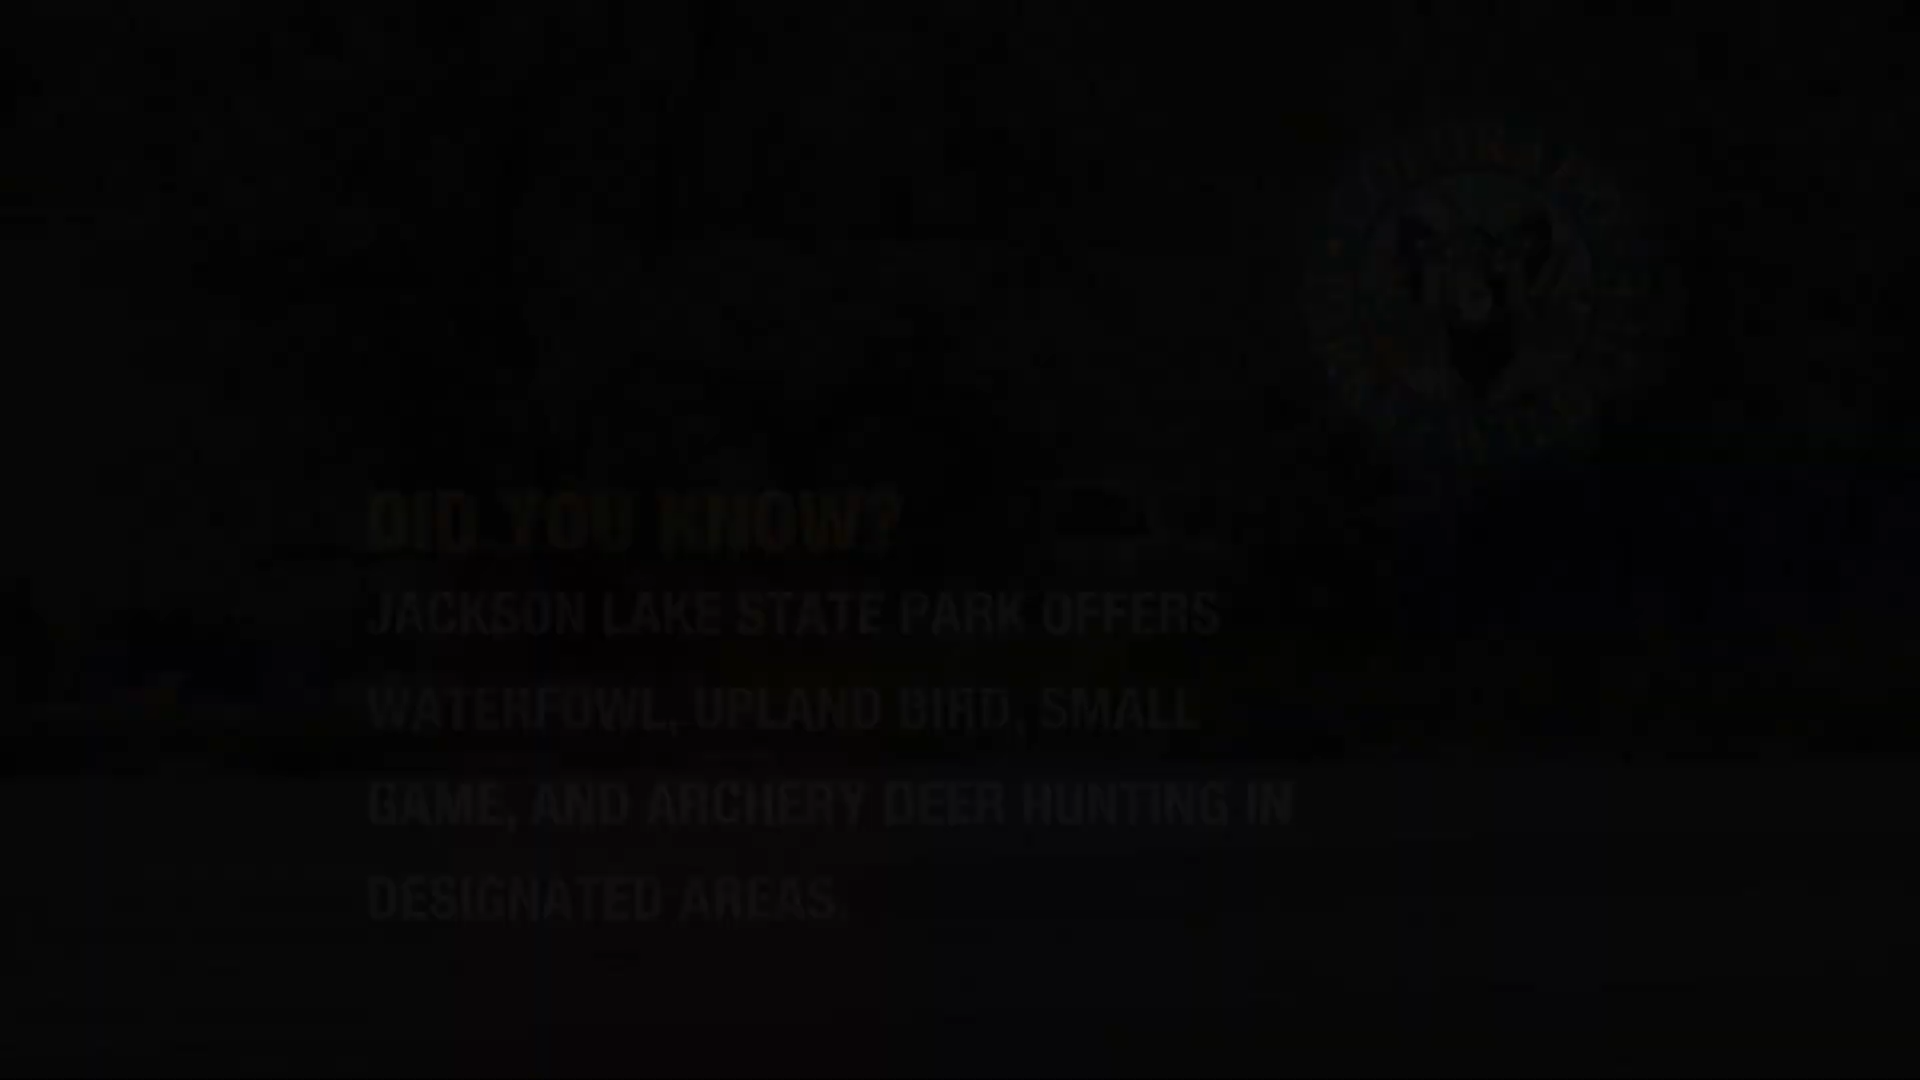 DID YOU KNOW?
JACKSON LAKE STATE PARK OFFERS
WATERFOWL, UPLAND BIRD, SMALL
GAME, AND ARCHERY DEER HUNTING IN
DESIGNATED AREAS.